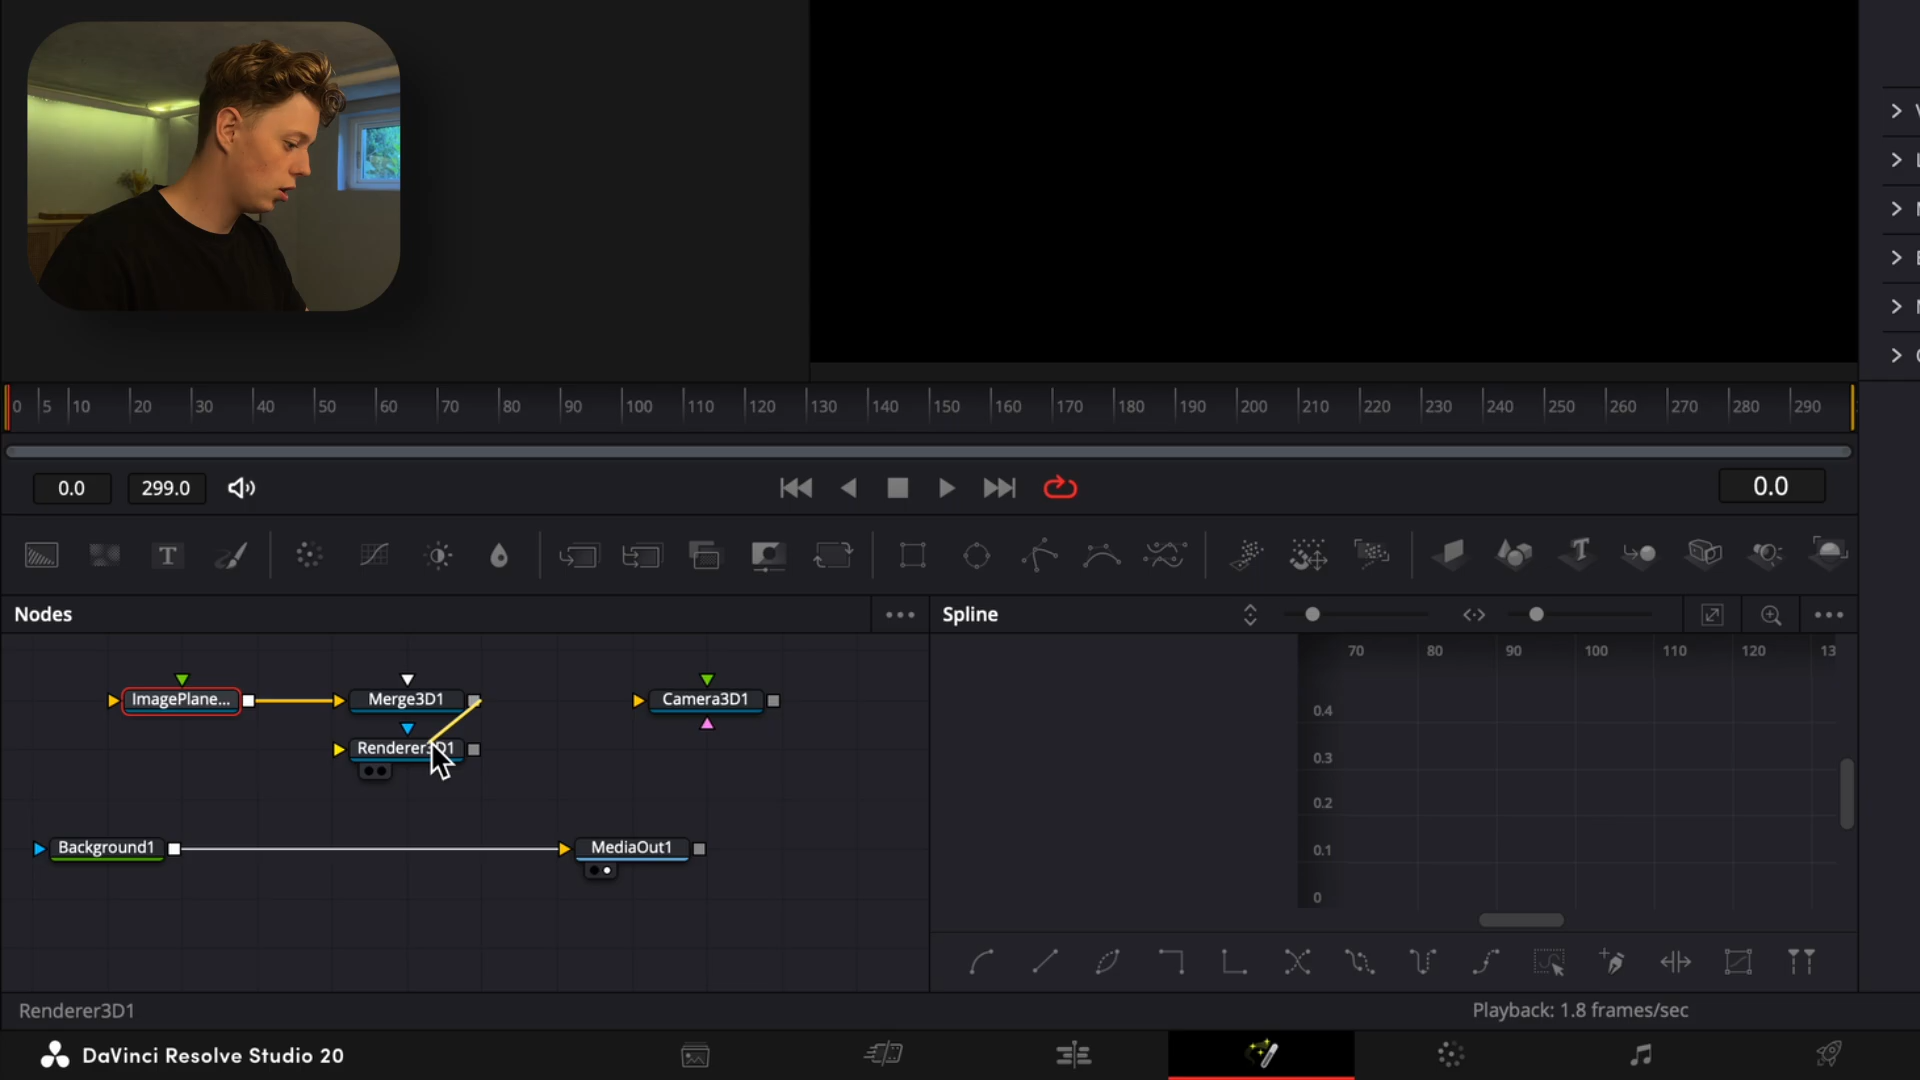 0 5 10 20 30 40 50 60 70 80 90 100 110 120 130 140 150 160 170 180 190 200 210 220 230 240 250 260 270 280 290
0.0 299.0 0.0
T
Nodes
Spline
70 80 90 100 110 120 13
ImagePlane...
Merge3D1
Camera3D1
0.4
Renderer3D1
0.3
0.2
Background1
MediaOut1
0.1
0
Renderer3D1
Playback: 1.8 frames/sec
DaVinci Resolve Studio 20